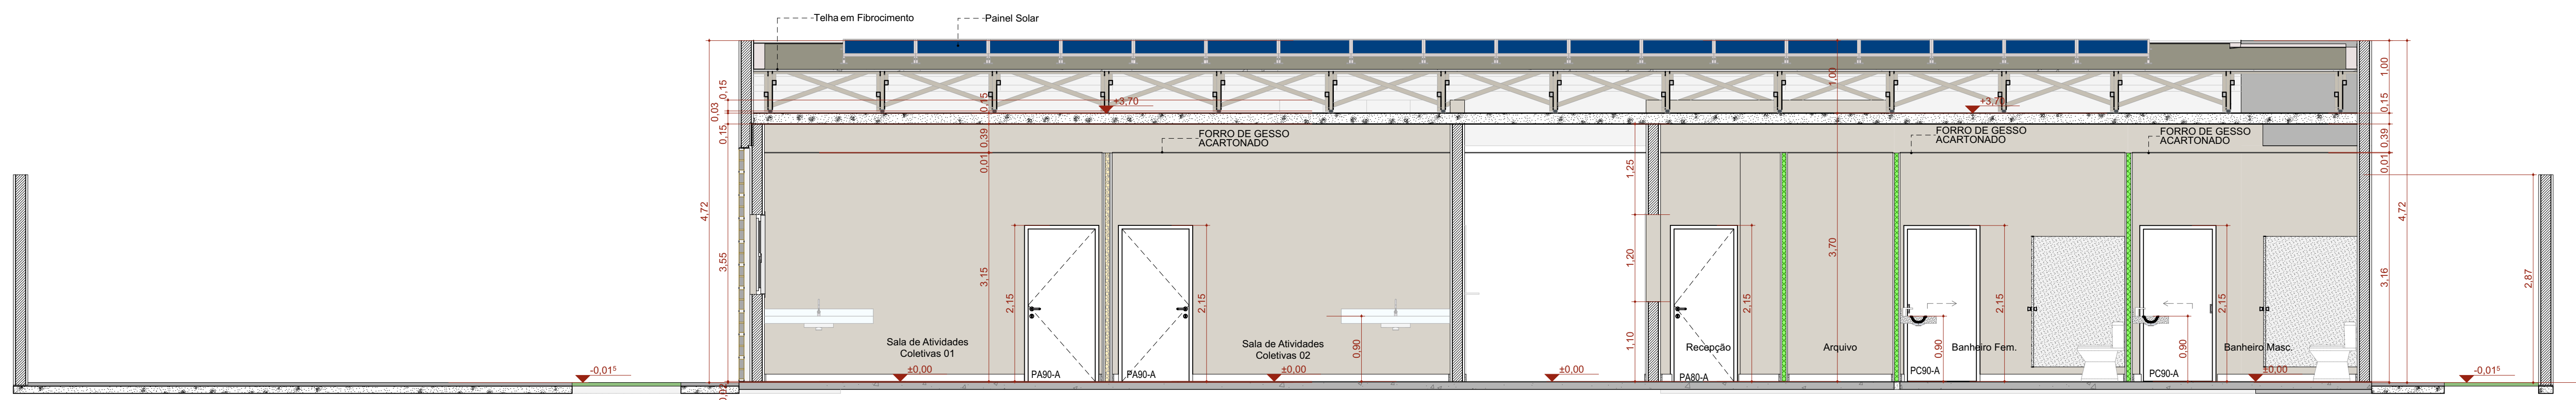 Telha em Fibrocimento
Painel Solar
4,72
0,03
0,15
0,15
3,55
0,02
-0,01⁵
0,15
0,39
0,01
3,15
+3,70
FORRO DE GESSO
ACARTONADO
2,15
2,15
0,90
Sala de Atividades
Coletivas 01
±0,00
PA90-A
PA90-A
Sala de Atividades
Coletivas 02
±0,00
±0,00
1,25
1,20
1,10
1,00
3,70
+3,70
FORRO DE GESSO
ACARTONADO
FORRO DE GESSO
ACARTONADO
Recepção
PA80-A
2,15
Arquivo
PC90-A
0,90
Banheiro Fem.
2,15
PC90-A
0,90
2,15
Banheiro Masc.
±0,00
1,00
0,15
0,39
0,01
3,16
4,72
2,87
-0,01⁵